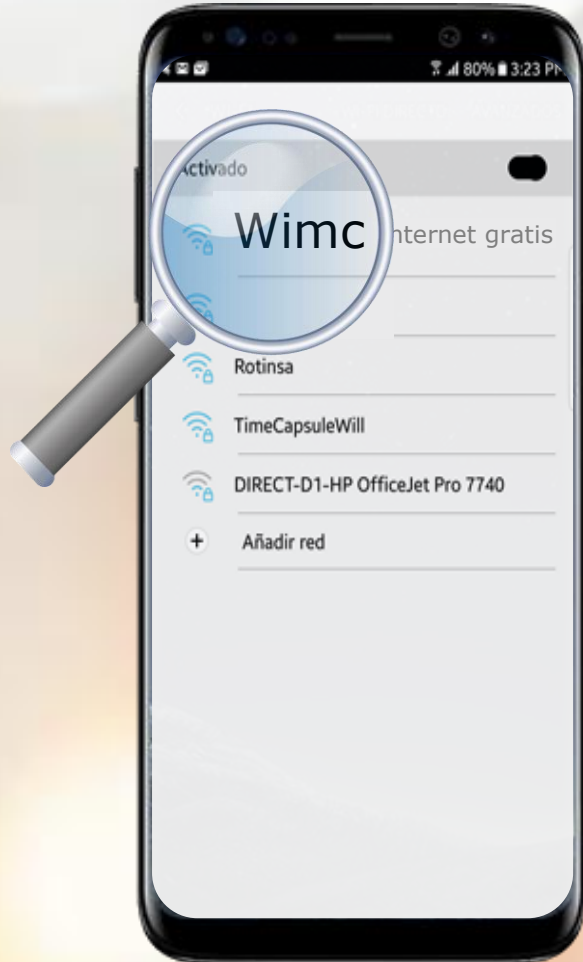 80% 3:23 PM
Activado
Wimc nternet gratis
Rotinsa
TimeCapsuleWill
DIRECT-D1-HP OfficeJet Pro 7740
+ Añadir red